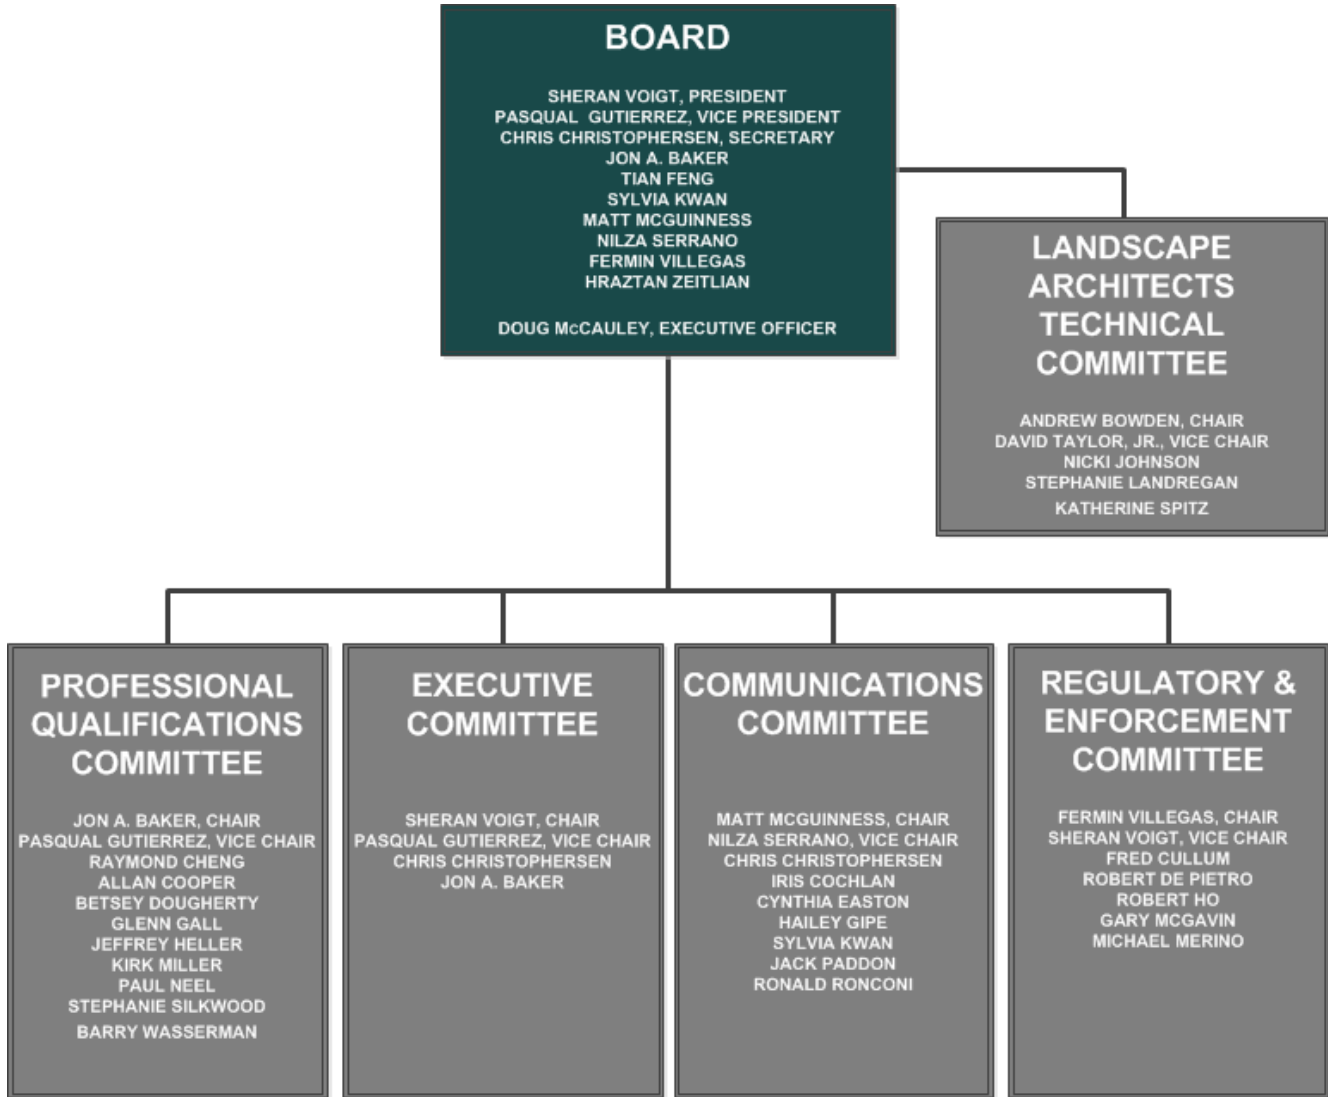 BOARD
SHERAN VOIGT, PRESIDENT
PASQUAL  GUTIERREZ, VICE PRESIDENT
CHRIS CHRISTOPHERSEN, SECRETARY
JON A. BAKER
TIAN FENG
SYLVIA KWAN
MATT MCGUINNESS
NILZA SERRANO
FERMIN VILLEGAS
HRAZTAN ZEITLIAN
DOUG McCAULEY, EXECUTIVE OFFICER
LANDSCAPE
ARCHITECTS
TECHNICAL
COMMITTEE
ANDREW BOWDEN, CHAIR
DAVID TAYLOR, JR., VICE CHAIR
NICKI JOHNSON
STEPHANIE LANDREGAN
KATHERINE SPITZ
PROFESSIONAL
QUALIFICATIONS
COMMITTEE
JON A. BAKER, CHAIR
PASQUAL GUTIERREZ, VICE CHAIR
RAYMOND CHENG
ALLAN COOPER
BETSEY DOUGHERTY
GLENN GALL
JEFFREY HELLER
KIRK MILLER
PAUL NEEL
STEPHANIE SILKWOOD
BARRY WASSERMAN
EXECUTIVE
COMMITTEE
SHERAN VOIGT, CHAIR
PASQUAL GUTIERREZ, VICE CHAIR
CHRIS CHRISTOPHERSEN
JON A. BAKER
COMMUNICATIONS
COMMITTEE
MATT MCGUINNESS, CHAIR
NILZA SERRANO, VICE CHAIR
CHRIS CHRISTOPHERSEN
IRIS COCHLAN
CYNTHIA EASTON
HAILEY GIPE
SYLVIA KWAN
JACK PADDON
RONALD RONCONI
REGULATORY &
ENFORCEMENT
COMMITTEE
FERMIN VILLEGAS, CHAIR
SHERAN VOIGT, VICE CHAIR
FRED CULLUM
ROBERT DE PIETRO
ROBERT HO
GARY MCGAVIN
MICHAEL MERINO